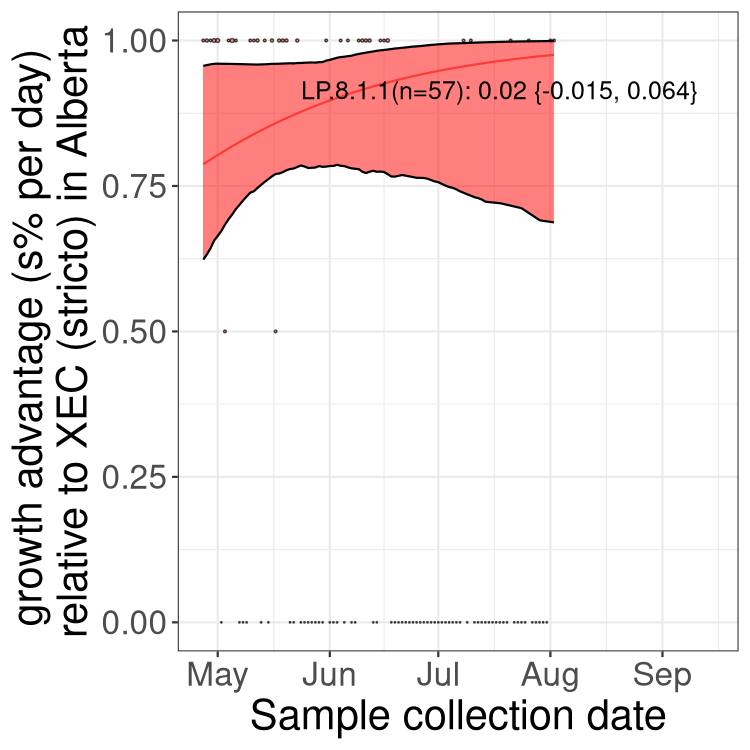 growth advantage (s% per day)
relative to XEC (stricto) in Alberta
1.00
0.75
0.50
0.25
0.00
LP.8.1.1(n=57): 0.02 {-0.015, 0.064}
May Jun Jul Aug Sep
Sample collection date